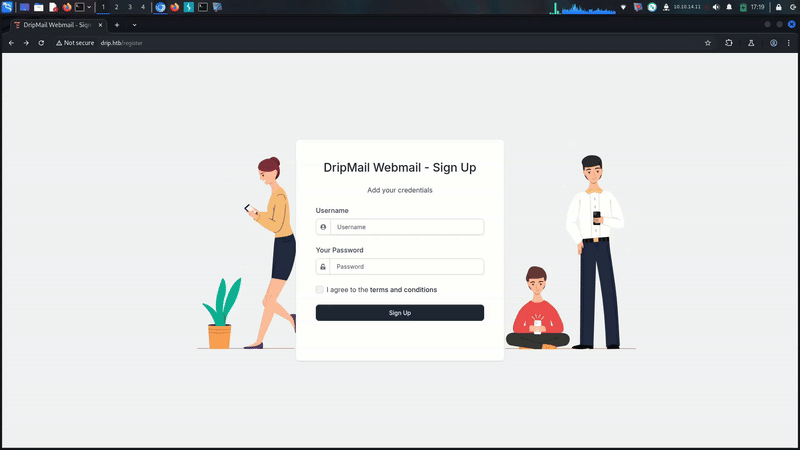 1 2 3 4 10.10.14.11 17:19
DripMail Webmail - Sign
Not secure drip.htb/register
DripMail Webmail - Sign Up
Add your credentials
Username
Username
Your Password
Password
I agree to the terms and conditions
Sign Up